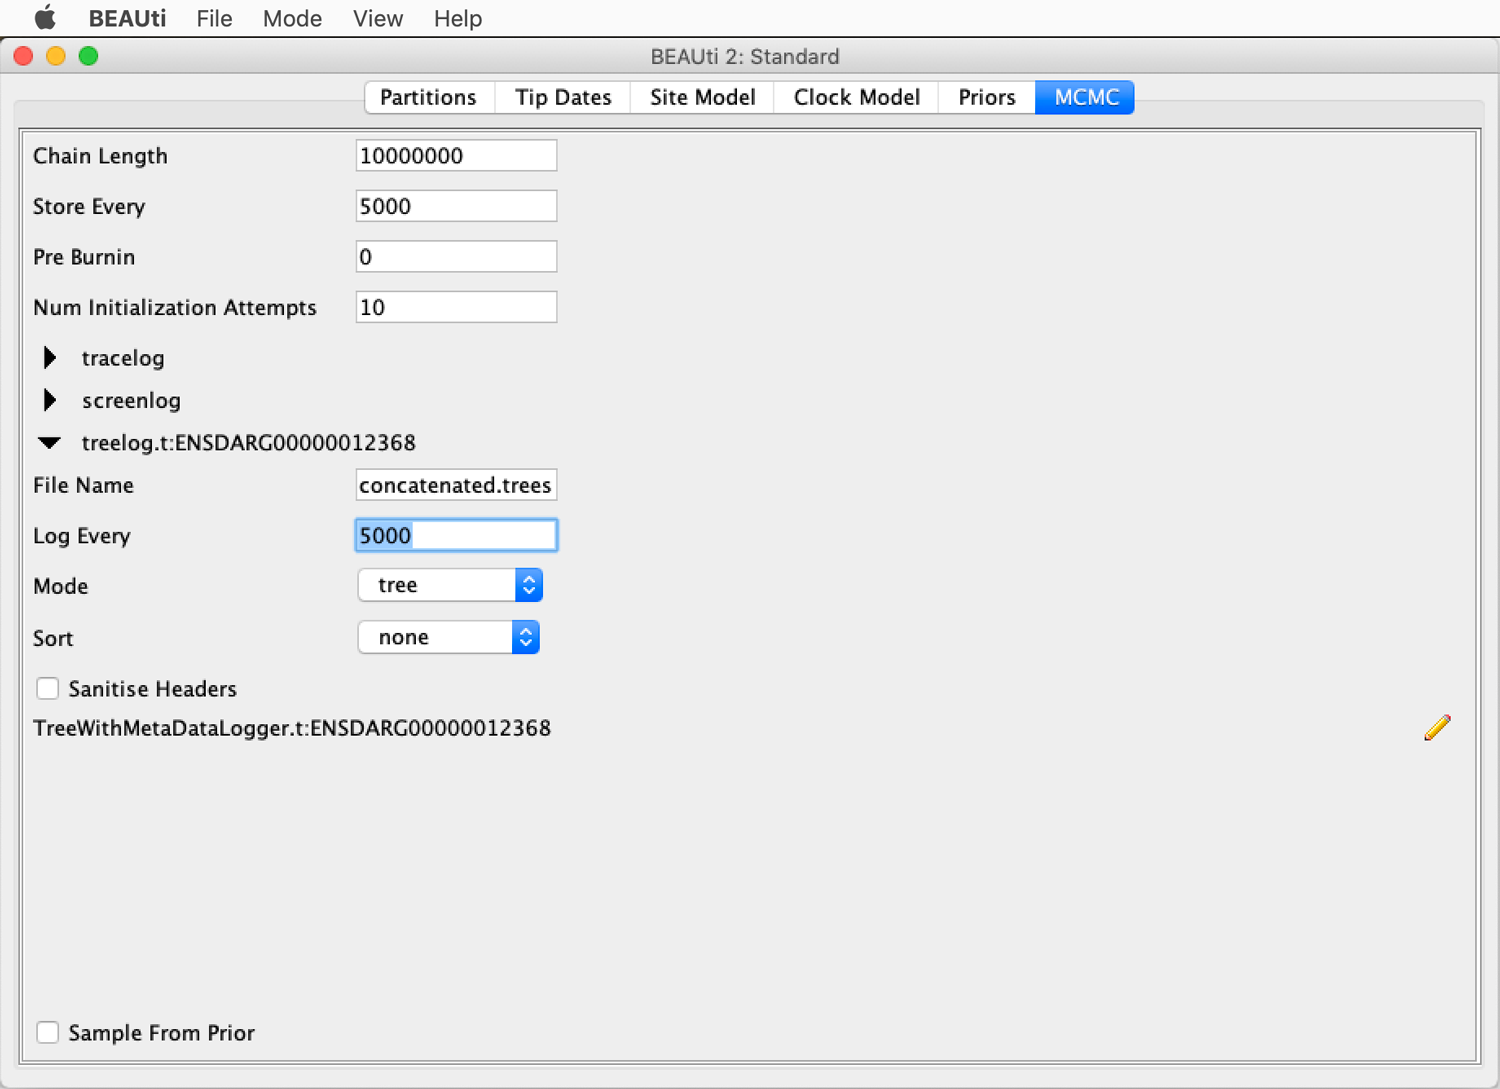 BEAUti File Mode View Help
BEAUti 2: Standard
Partitions Tip Dates Site Model Clock Model Priors MCMC
Chain Length 10000000
Store Every 5000
Pre Burnin 0
Num Initialization Attempts 10
tracelog
screenlog
treelog.t:ENSDARG00000012368
File Name concatenated.trees
Log Every 5000
Mode tree
Sort none
Sanitise Headers
TreeWithMetaDataLogger.t:ENSDARG00000012368
Sample From Prior